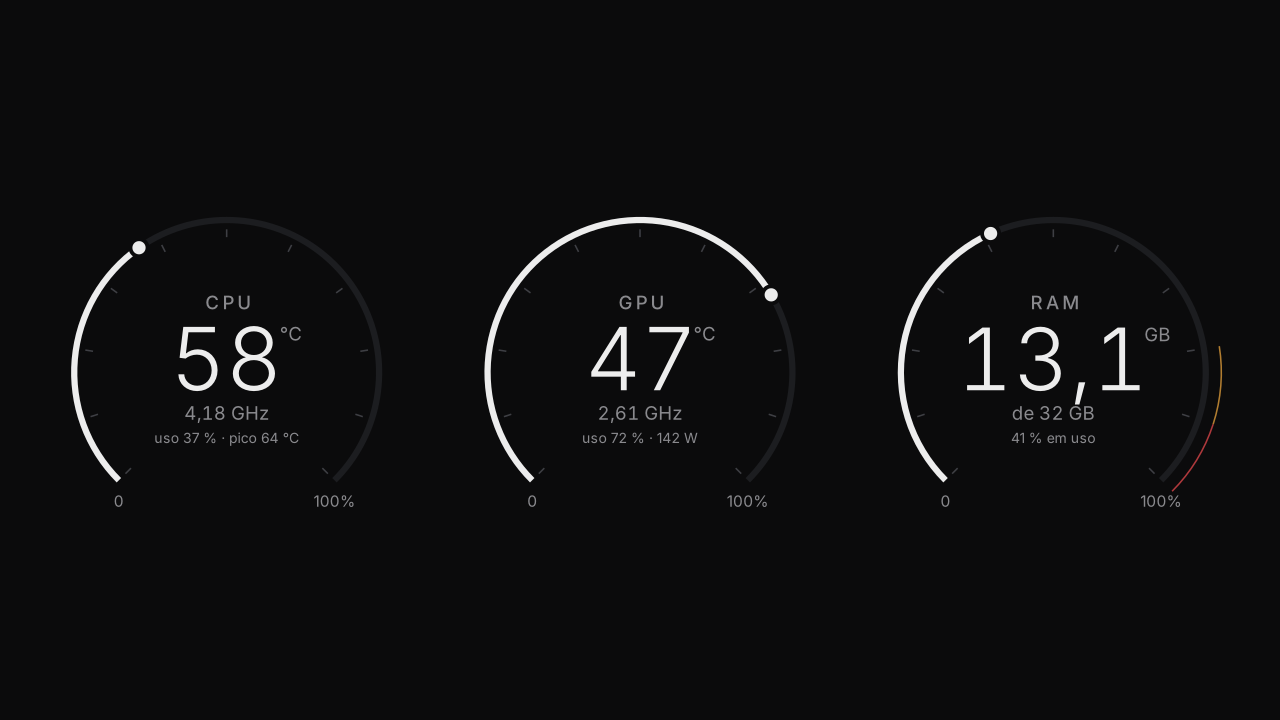 CPU
58 °C
4,18 GHz
uso 37 % · pico 64 °C
0 100%
GPU
47 °C
2,61 GHz
uso 72 % · 142 W
0 100%
RAM
13,1 GB
de 32 GB
41 % em uso
0 100%